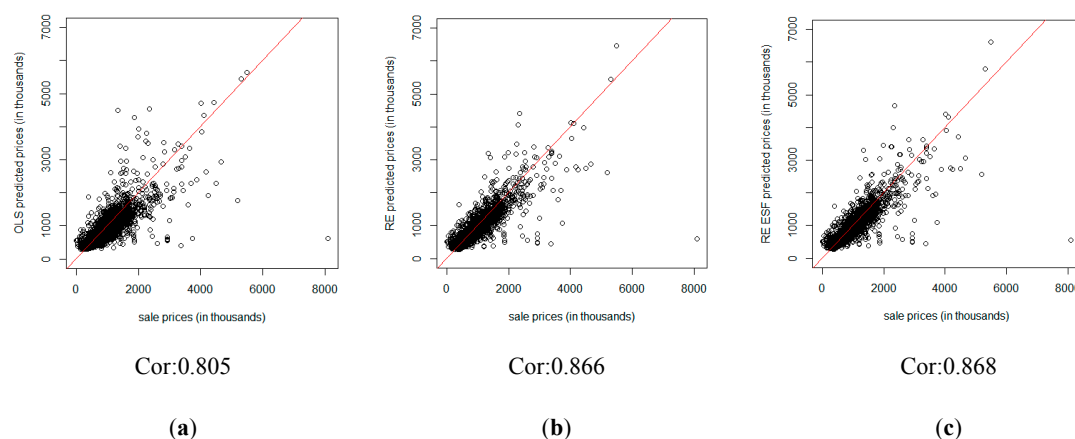 OLS predicted prices (in thousands)
7000
5000
3000
1000
0
0 2000 4000 6000 8000
sale prices (in thousands)
Cor:0.805
(a)
RE predicted prices (in thousands)
7000
5000
3000
1000
0
0 2000 4000 6000 8000
sale prices (in thousands)
Cor:0.866
(b)
RE ESF predicted prices (in thousands)
7000
5000
3000
1000
0
0 2000 4000 6000 8000
sale prices (in thousands)
Cor:0.868
(c)